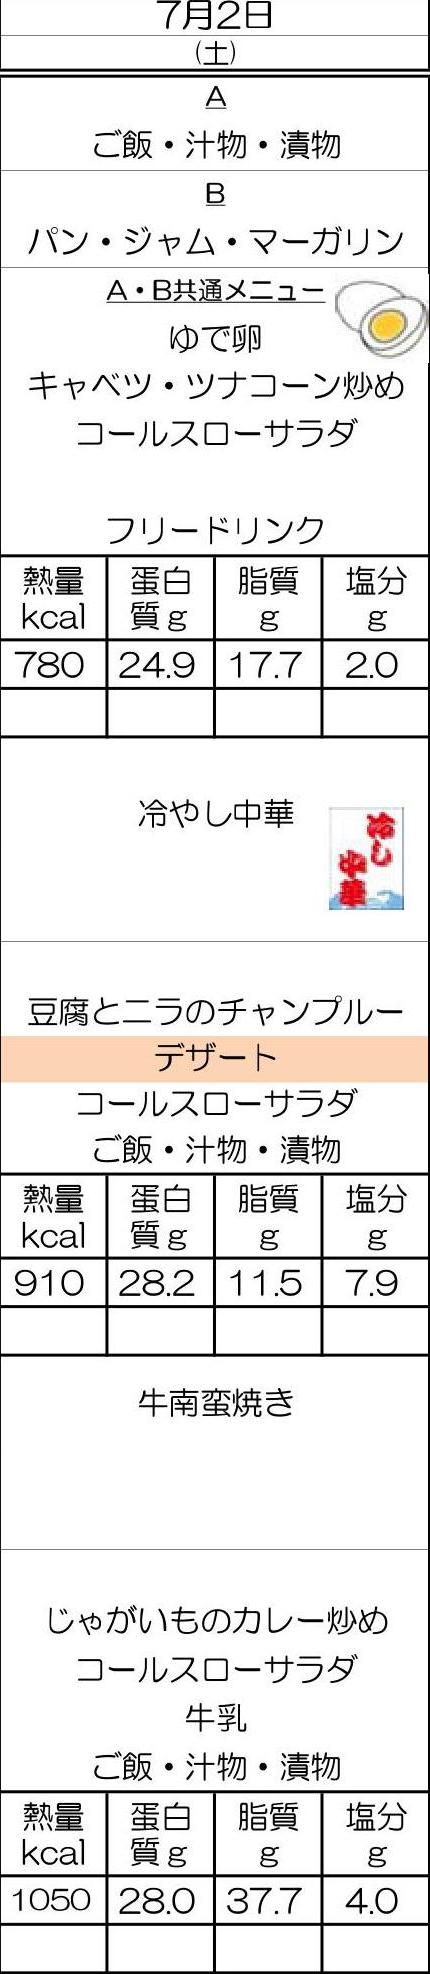 7月2日
(土)
A
ご飯・汁物・漬物
B
パン・ジャム・マーガリン
A・B共通メニュー
ゆで卵
キャベツ・ツナコーン炒め
コールスローサラダ
フリードリンク
熱量 蛋白 脂質 塩分
kcal 質g g g
780 24.9 17.7 2.0
冷やし中華
冷し
中華
豆腐とニラのチャンプルー
デザート
コールスローサラダ
ご飯・汁物・漬物
熱量 蛋白 脂質 塩分
kcal 質g g g
910 28.2 11.5 7.9
牛南蛮焼き
じゃがいものカレー炒め
コールスローサラダ
牛乳
ご飯・汁物・漬物
熱量 蛋白 脂質 塩分
kcal 質g g g
1050 28.0 37.7 4.0